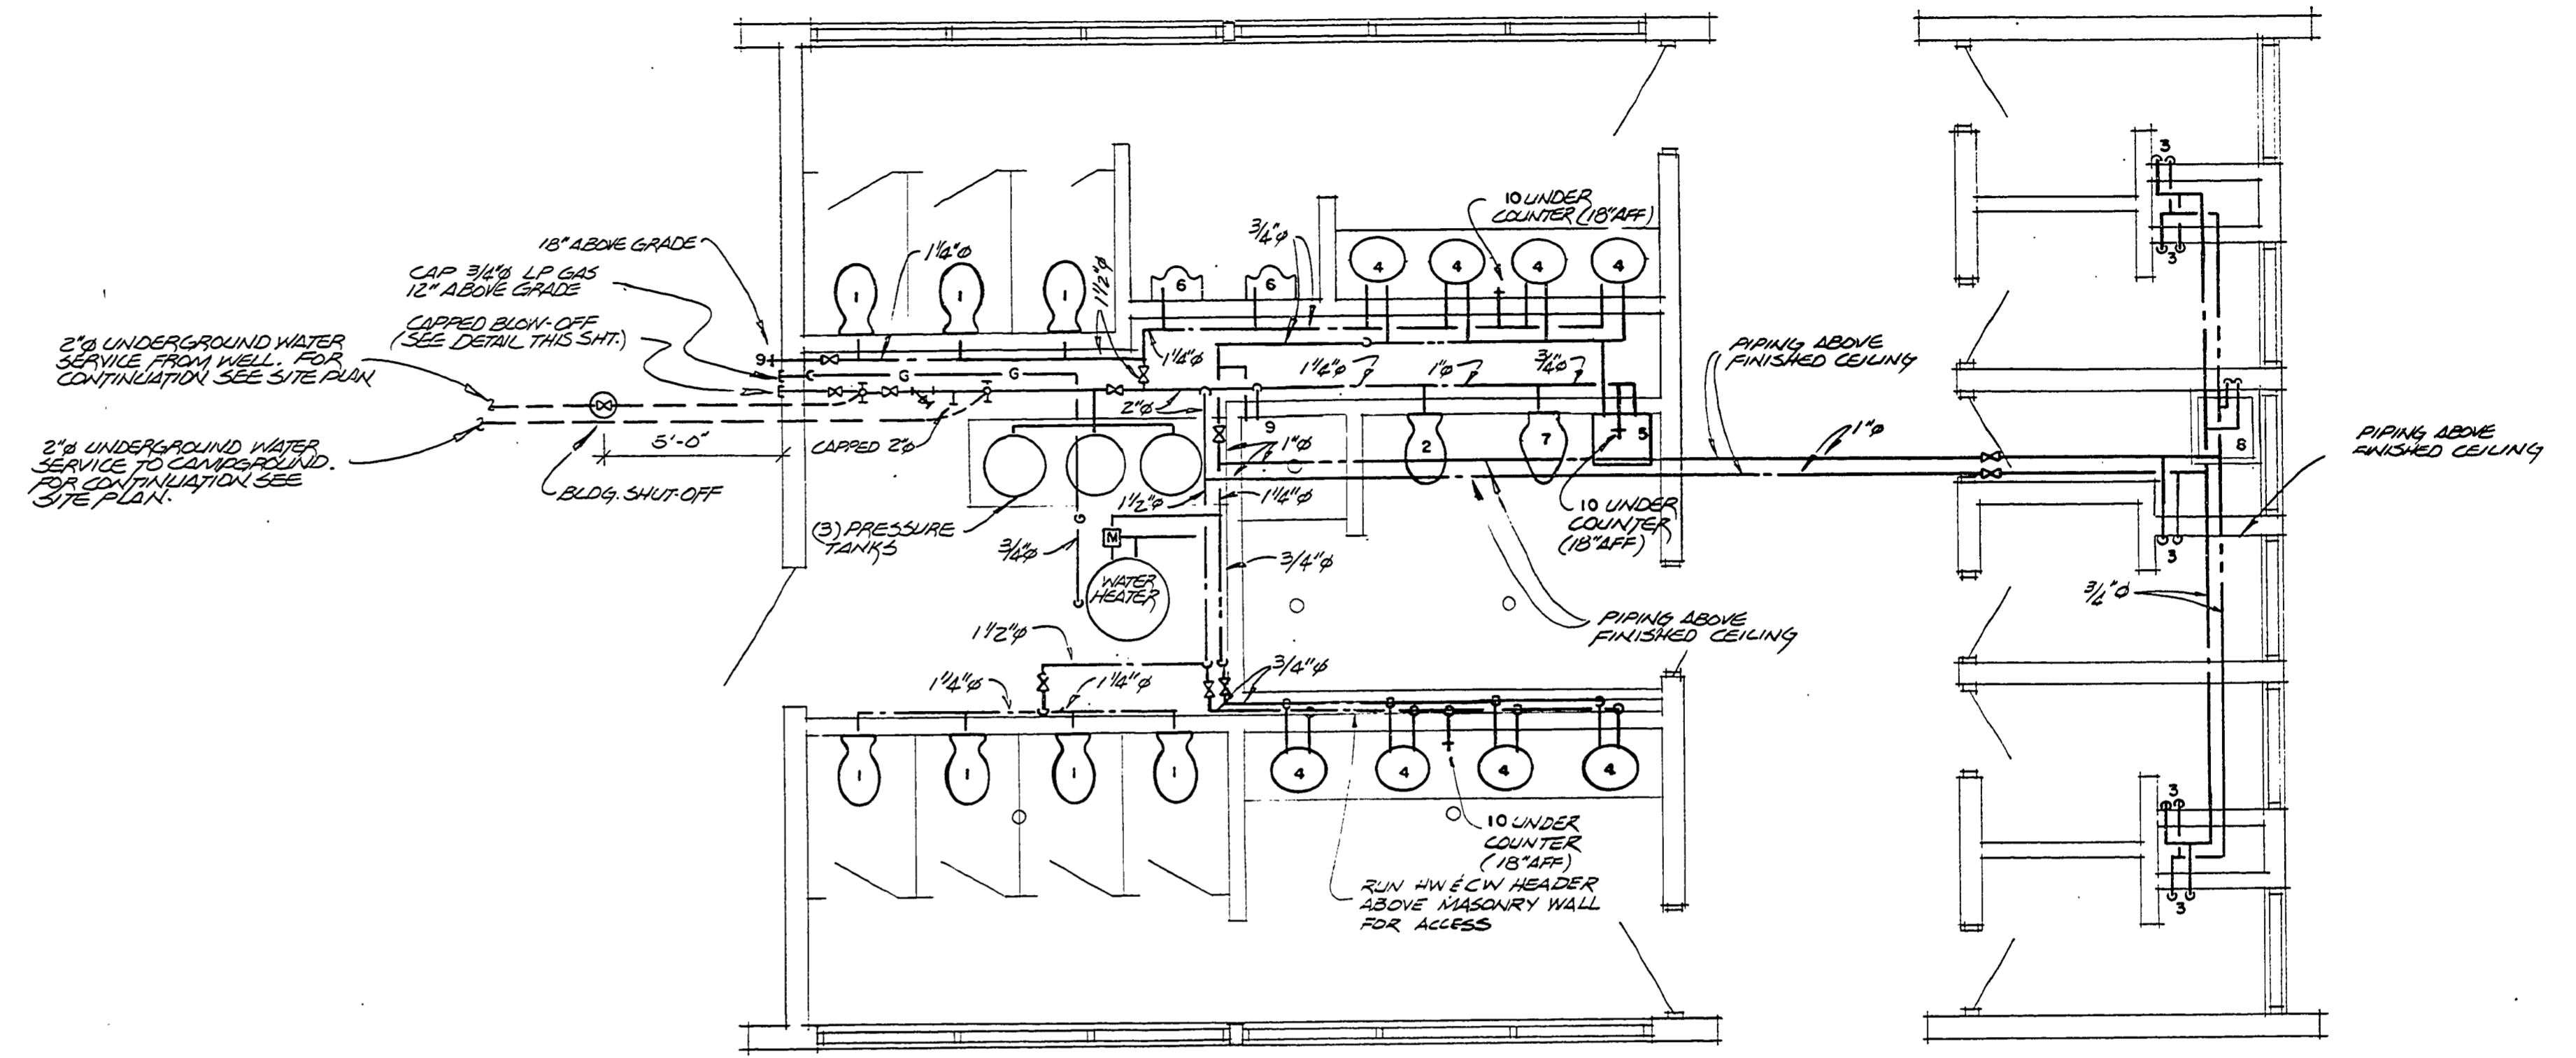 18" ABOVE GRADE
CAP 3/4"ø LP GAS
12" ABOVE GRADE
CAPPED BLOW-OFF
(SEE DETAIL THIS SHT.)
2"ø UNDERGROUND WATER
SERVICE FROM WELL. FOR
CONTINUATION SEE SITE PLAN
2"ø UNDERGROUND WATER
SERVICE TO CAMPGROUND.
FOR CONTINUATION SEE
SITE PLAN.
5'-0"
BLDG. SHUT-OFF
CAPPED 2"ø
(3) PRESSURE
TANKS
1 1/4"ø
1 1/2"ø
3/4"ø
10 UNDER
COUNTER (18" AFF)
1
1
1
6
6
4
4
4
4
9
G
G
1 1/4"ø
1 1/4"ø
1"ø
3/4"ø
2"ø
9
1"ø
2
7
5
PIPING ABOVE
FINISHED CEILING
1"ø
1 1/2"ø
1 1/4"ø
10 UNDER
COUNTER
(18" AFF)
G
3/4"ø
M
WATER
HEATER
3/4"ø
PIPING ABOVE
FINISHED CEILING
1 1/2"ø
3/4"ø
1 1/4"ø
1 1/4"ø
1
1
1
1
4
4
4
4
10 UNDER
COUNTER
(18" AFF)
RUN HW & CW HEADER
ABOVE MASONRY WALL
FOR ACCESS
3
3
8
PIPING ABOVE
FINISHED CEILING
3
3/4"ø
3
3